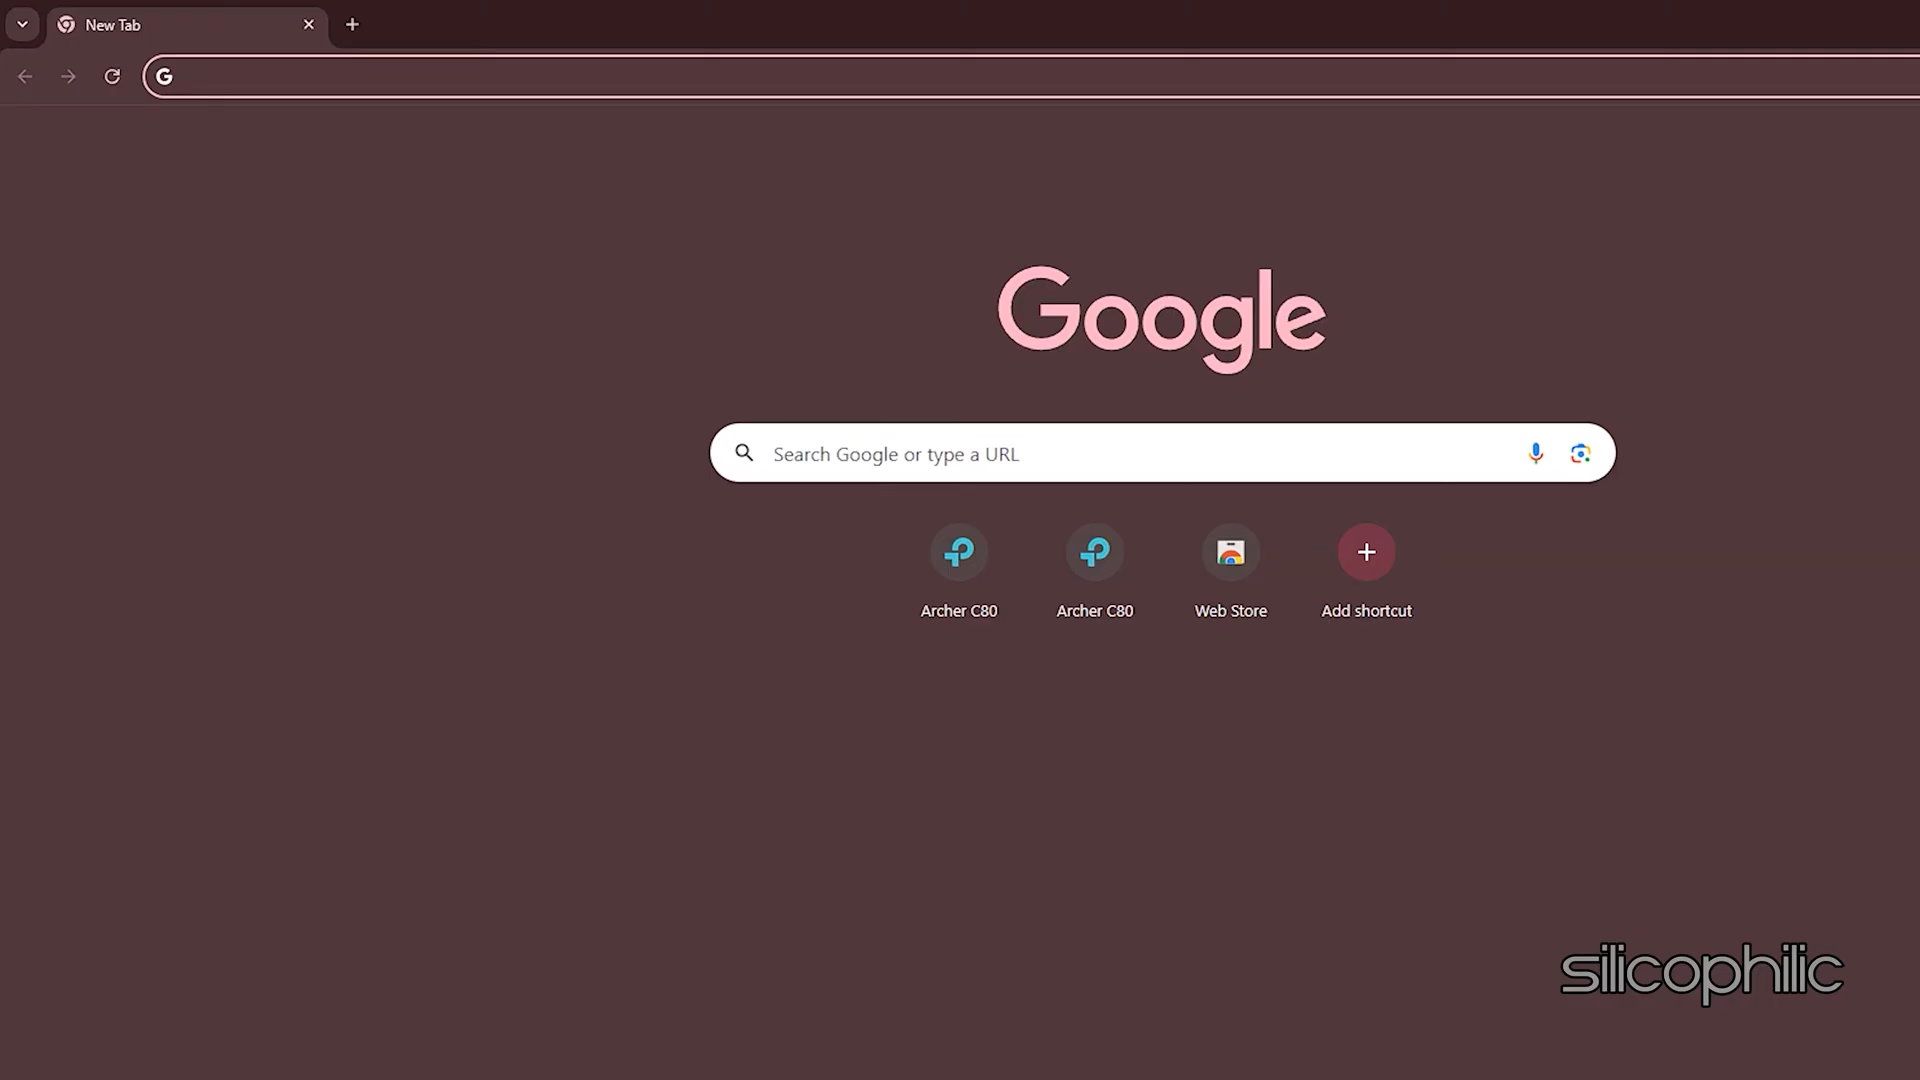 New Tab
Google
Search Google or type a URL
Archer C80
Archer C80
Web Store
Add shortcut
silicophilic